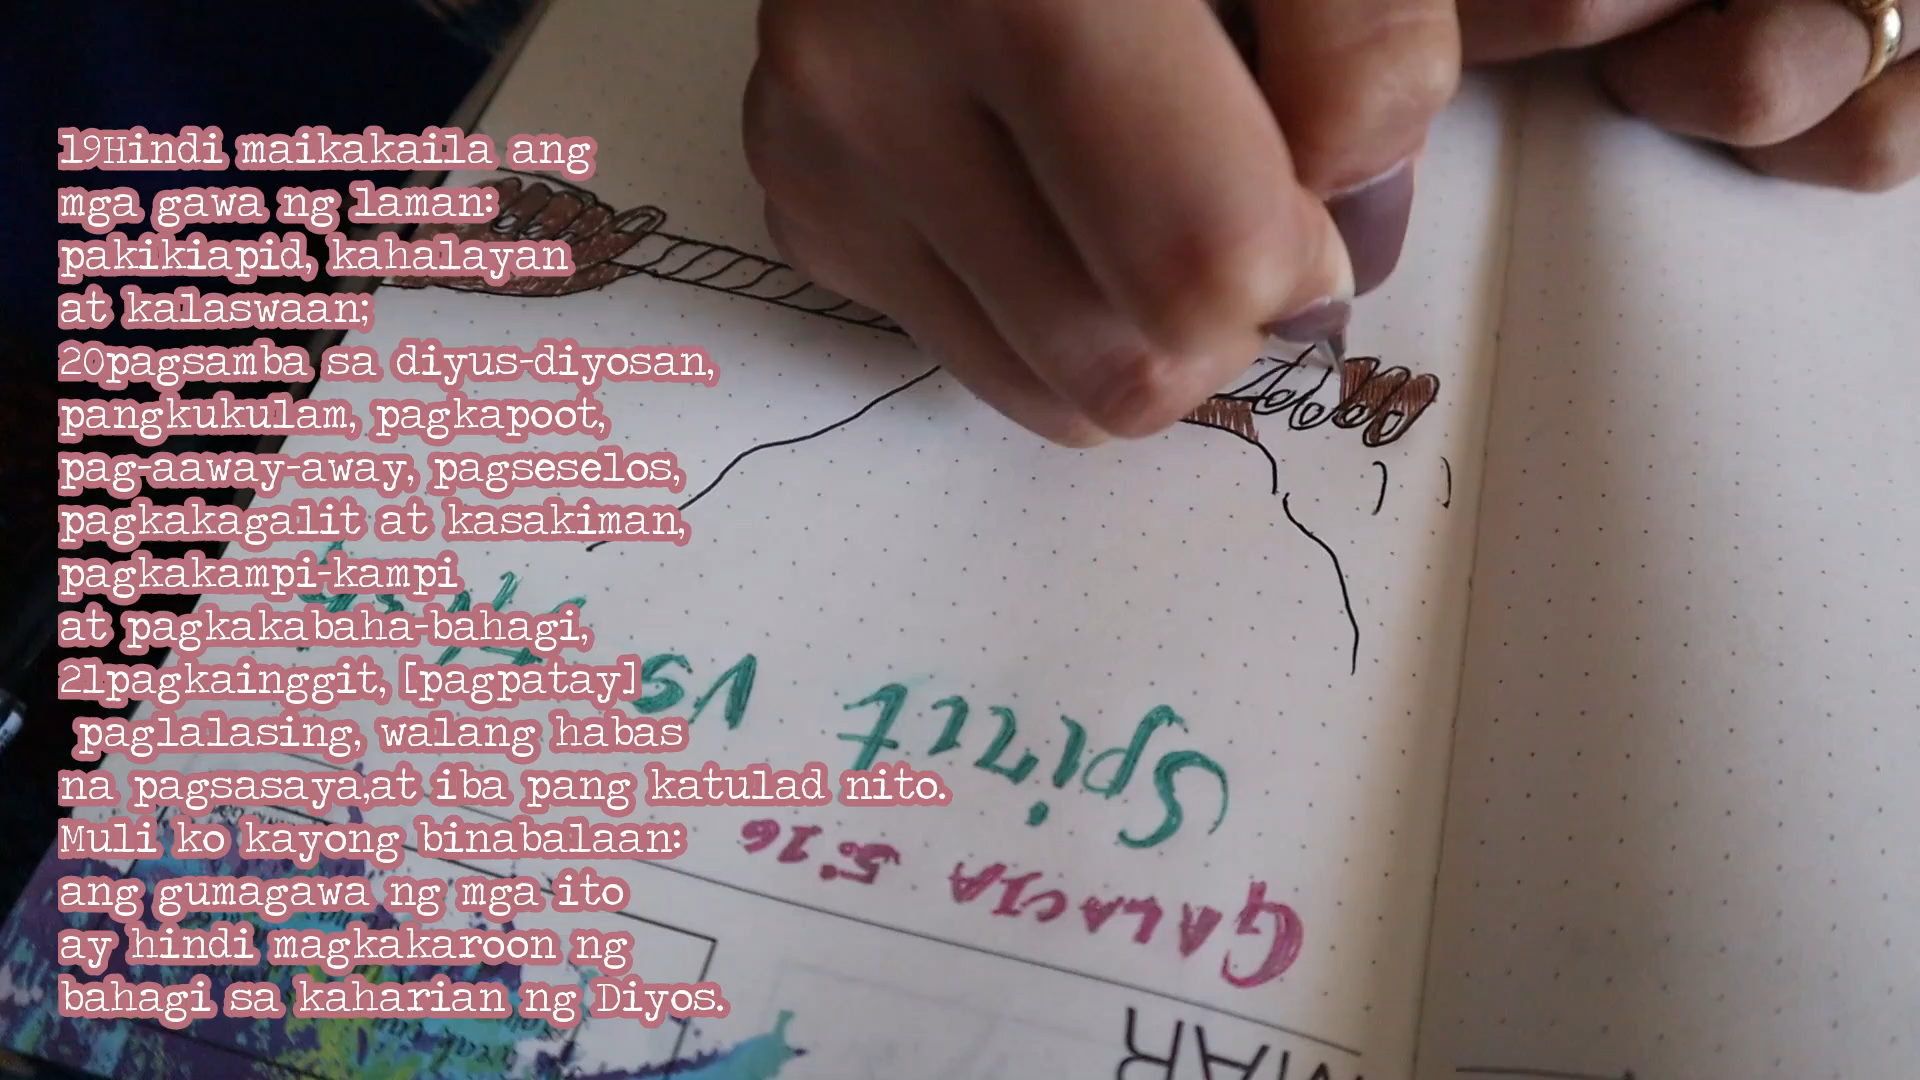 19Hindi maikakaila ang
mga gawa ng laman:
pakikiapid, kahalayan
at kalaswaan;
20pagsamba sa diyus-diyosan,
pangkukulam, pagkapoot,
pag-aaway-away, pagseselos,
pagkakagalit at kasakiman,
pagkakampi-kampi
at pagkakabaha-bahagi,
21pagkainggit, [pagpatay]
paglalasing, walang habas
na pagsasaya,at iba pang katulad nito.
Muli ko kayong binabalaan:
ang gumagawa ng mga ito
ay hindi magkakaroon ng
bahagi sa kaharian ng Diyos.
MAR
GALACIA 5:16
Spirit vs